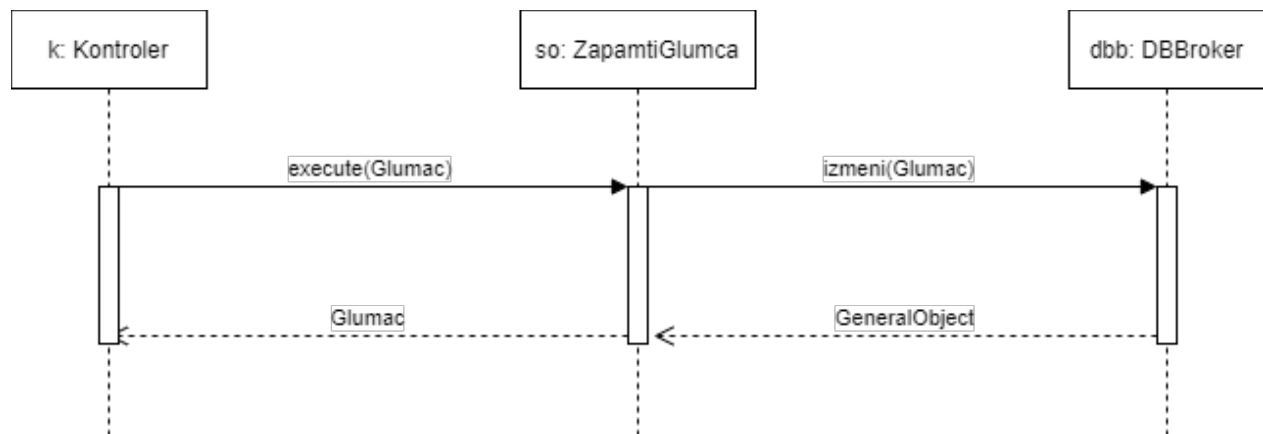 k: Kontroler
so: ZapamtiGlumca
dbb: DBBroker
execute(Glumac)
izmeni(Glumac)
Glumac
GeneralObject